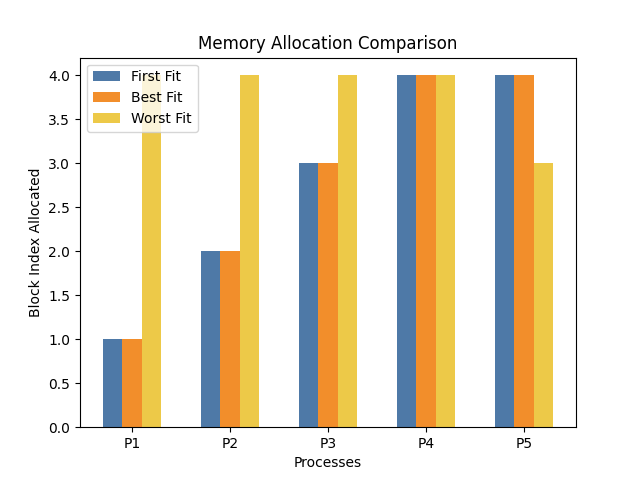 Memory Allocation Comparison
First Fit
Best Fit
Worst Fit
4.0
3.5
3.0
2.5
2.0
1.5
1.0
0.5
0.0
Block Index Allocated
P1 P2 P3 P4 P5
Processes